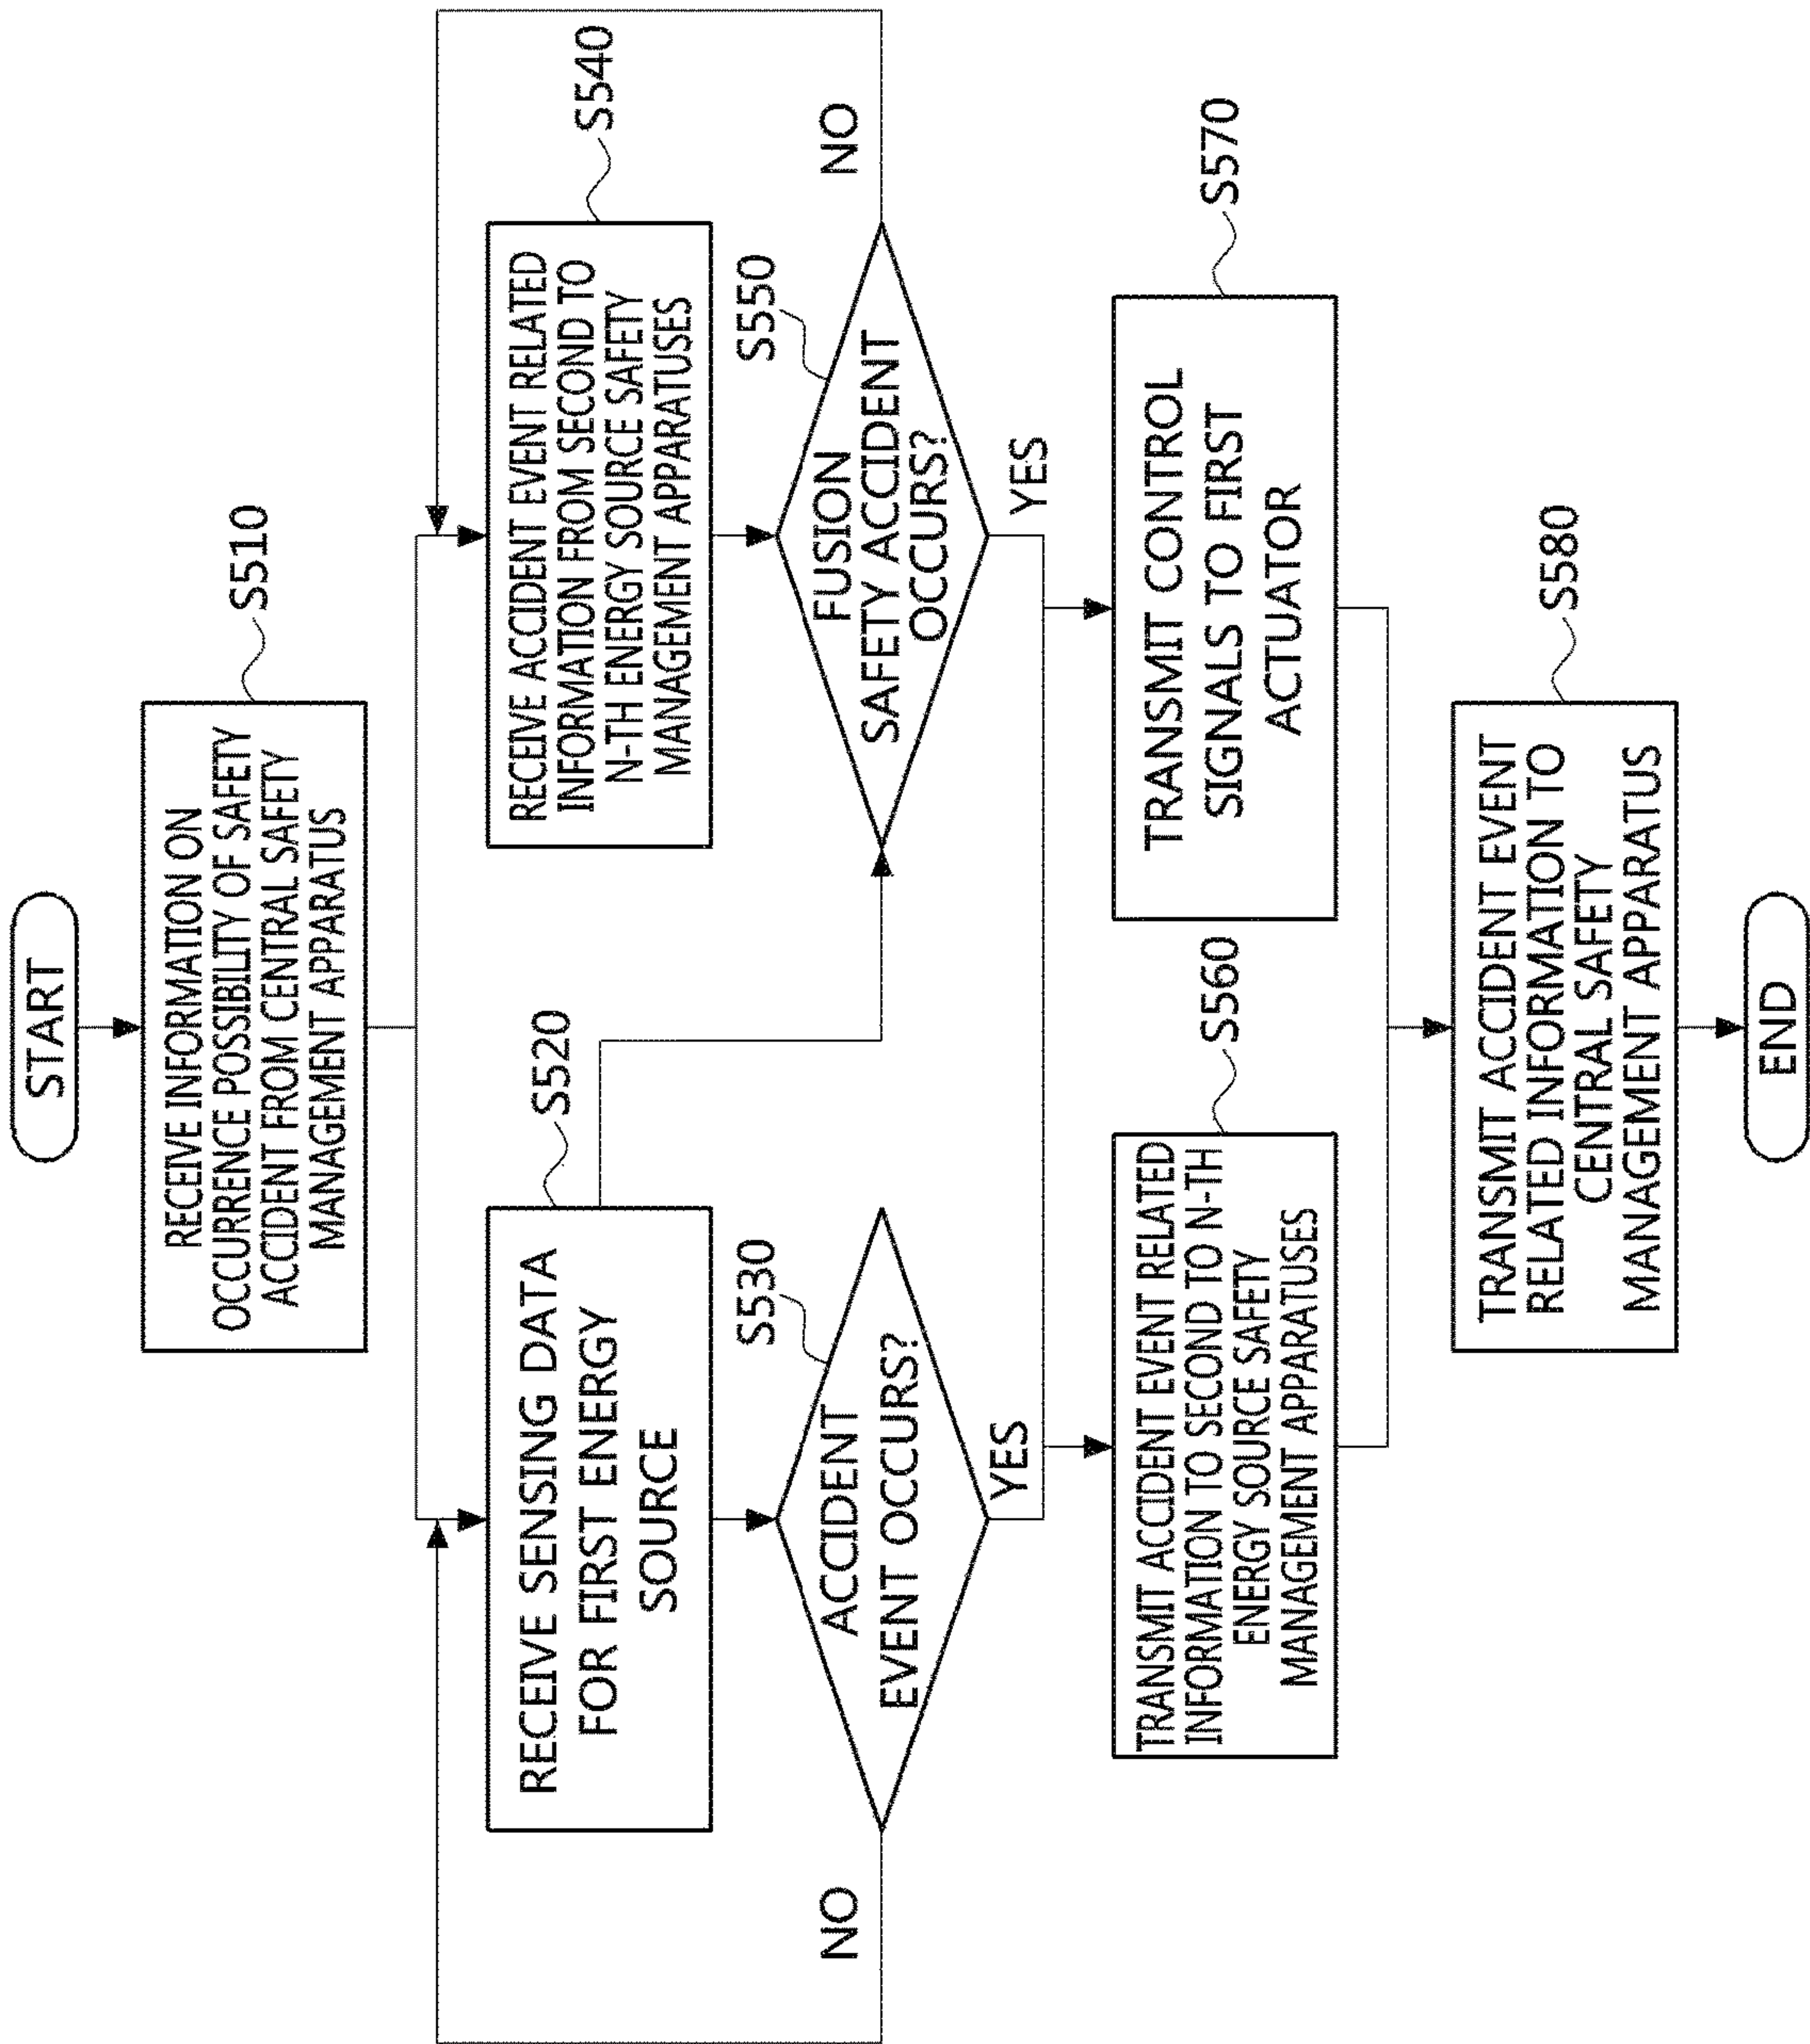 START
RECEIVE INFORMATION ON
OCCURRENCE POSSIBILITY OF SAFETY
ACCIDENT FROM CENTRAL SAFETY
MANAGEMENT APPARATUS
S510
RECEIVE SENSING DATA
FOR FIRST ENERGY
SOURCE
S520
RECEIVE ACCIDENT EVENT RELATED
INFORMATION FROM SECOND TO
N-TH ENERGY SOURCE SAFETY
MANAGEMENT APPARATUSES
S540
NO
ACCIDENT
EVENT OCCURS?
S530
YES
FUSION
SAFETY ACCIDENT
OCCURS?
S550
NO
YES
TRANSMIT ACCIDENT EVENT RELATED
INFORMATION TO SECOND TO N-TH
ENERGY SOURCE SAFETY
MANAGEMENT APPARATUSES
S560
TRANSMIT CONTROL
SIGNALS TO FIRST
ACTUATOR
S570
TRANSMIT ACCIDENT EVENT
RELATED INFORMATION TO
CENTRAL SAFETY
MANAGEMENT APPARATUS
S580
END